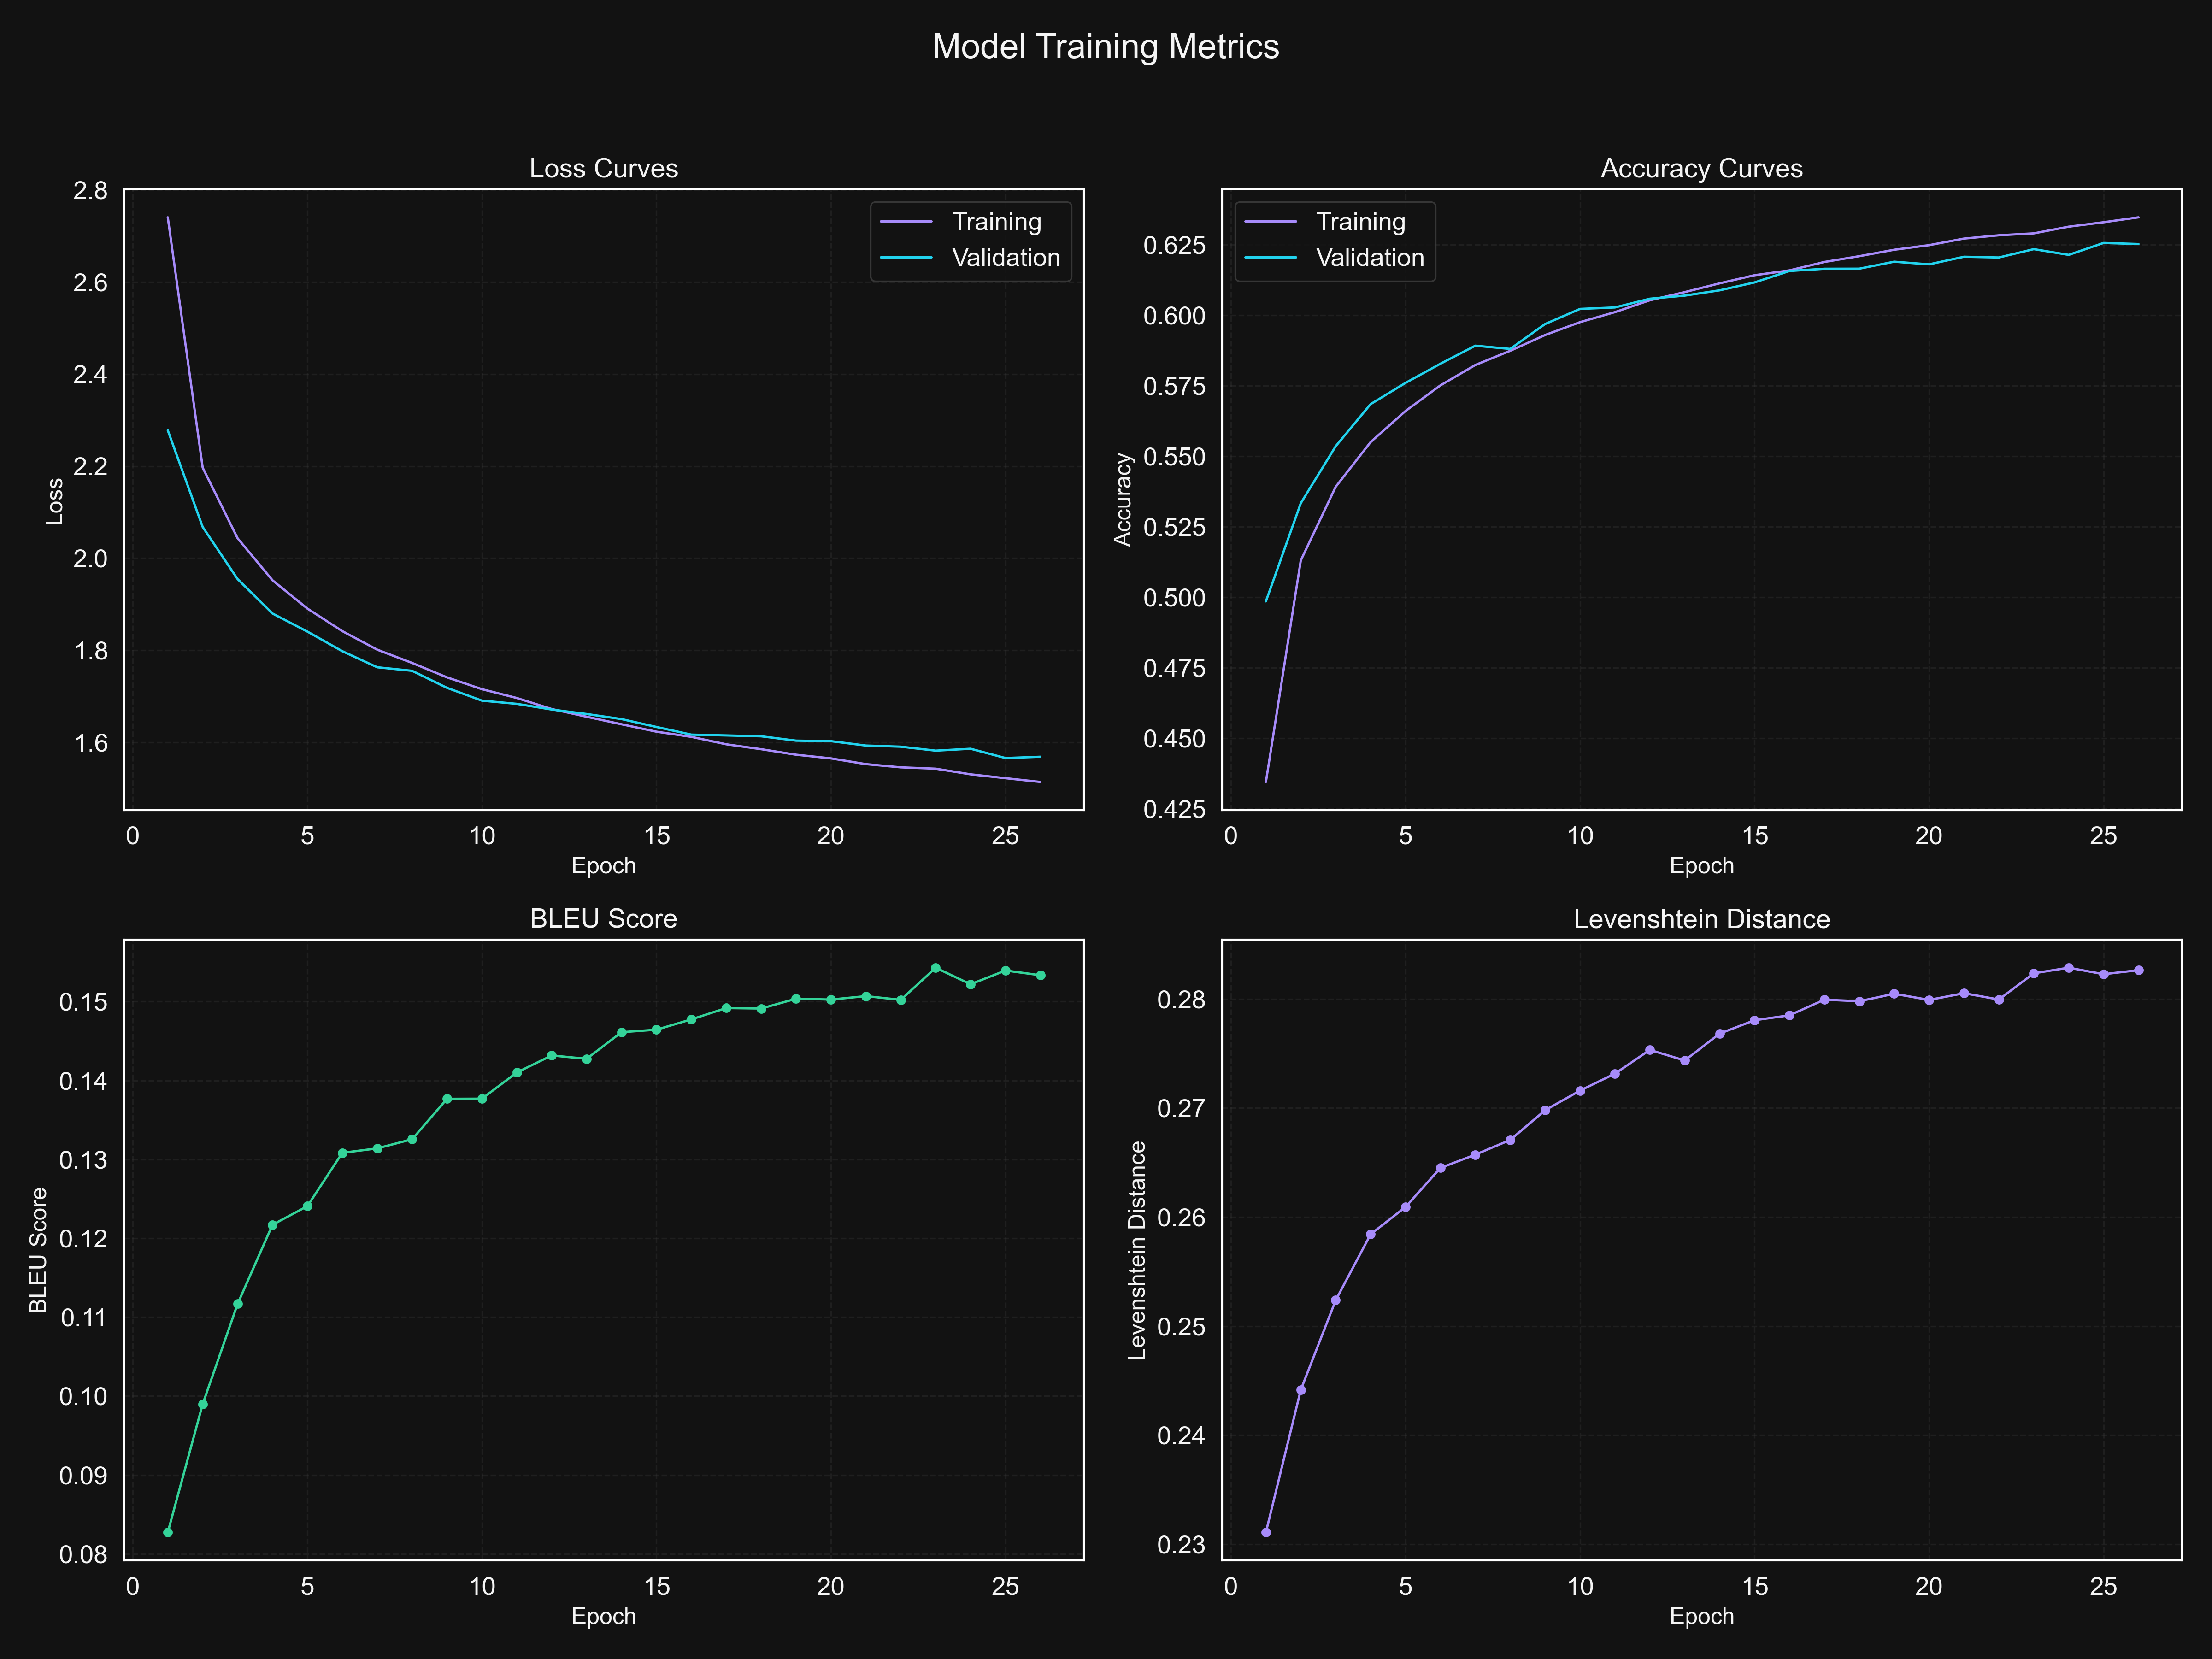 Model Training Metrics
Loss Curves
2.8
2.6
2.4
2.2
2.0
1.8
1.6
Loss
Training
Validation
0 5 10 15 20 25
Epoch
Accuracy Curves
0.625
0.600
0.575
0.550
0.525
0.500
0.475
0.450
0.425
Accuracy
Training
Validation
0 5 10 15 20 25
Epoch
BLEU Score
0.15
0.14
0.13
0.12
0.11
0.10
0.09
0.08
BLEU Score
0 5 10 15 20 25
Epoch
Levenshtein Distance
0.28
0.27
0.26
0.25
0.24
0.23
Levenshtein Distance
0 5 10 15 20 25
Epoch